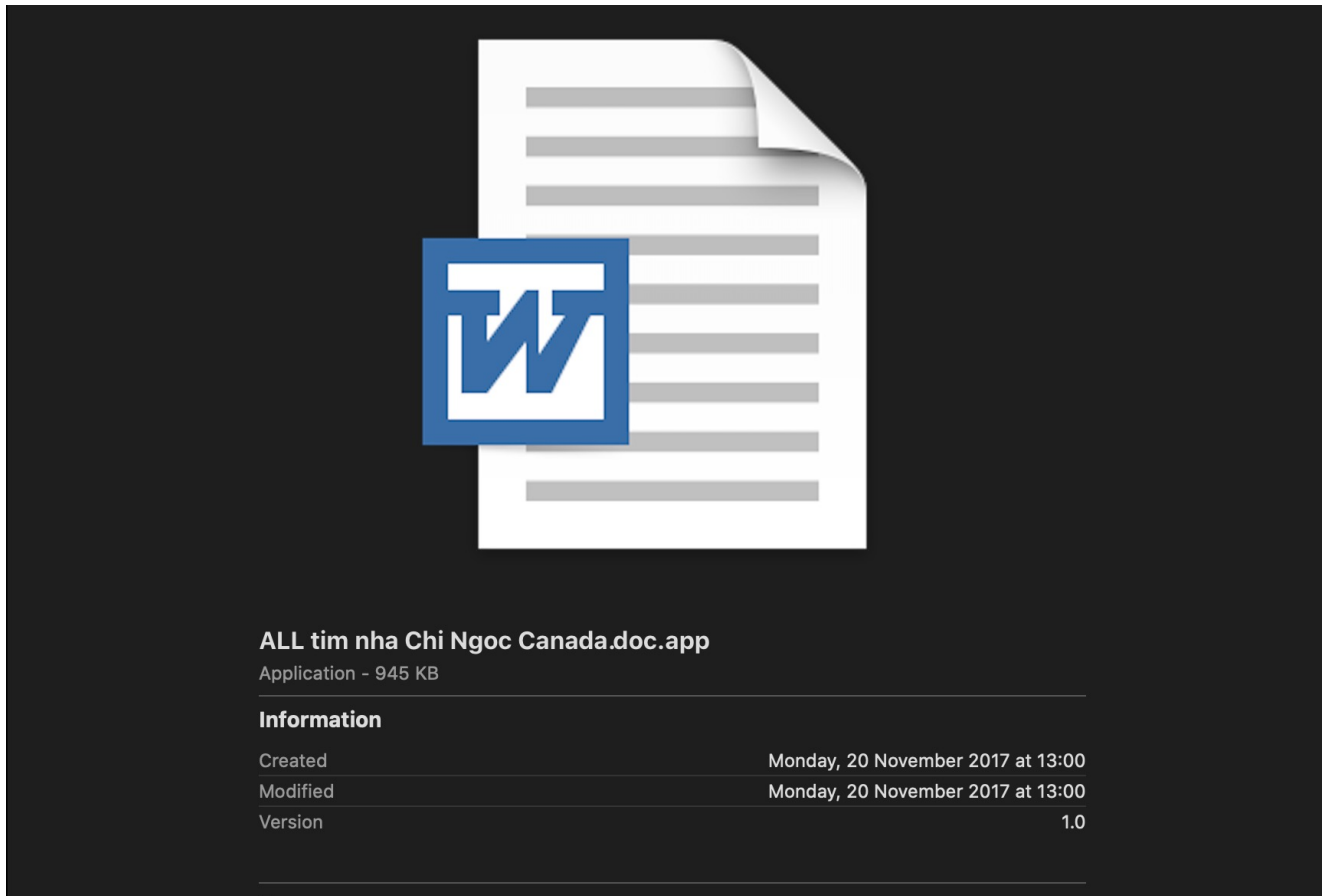 W
ALL tim nha Chi Ngoc Canada.doc.app
Application - 945 KB
Information
Created Monday, 20 November 2017 at 13:00
Modified Monday, 20 November 2017 at 13:00
Version 1.0